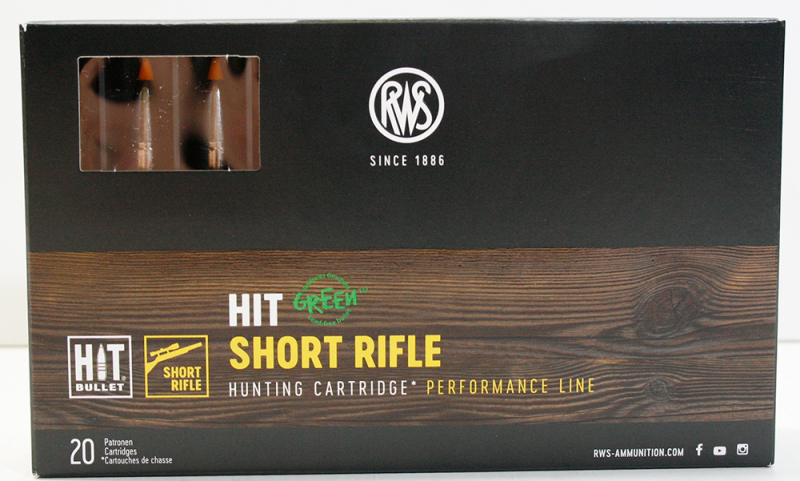 RWS
SINCE 1886
HIT GREEN
SHORT RIFLE
HUNTING CARTRIDGE* PERFORMANCE LINE
HIT
BULLET®
SHORT
RIFLE
20 Patronen
Cartridges
*Cartouches de chasse
RWS-AMMUNITION.COM